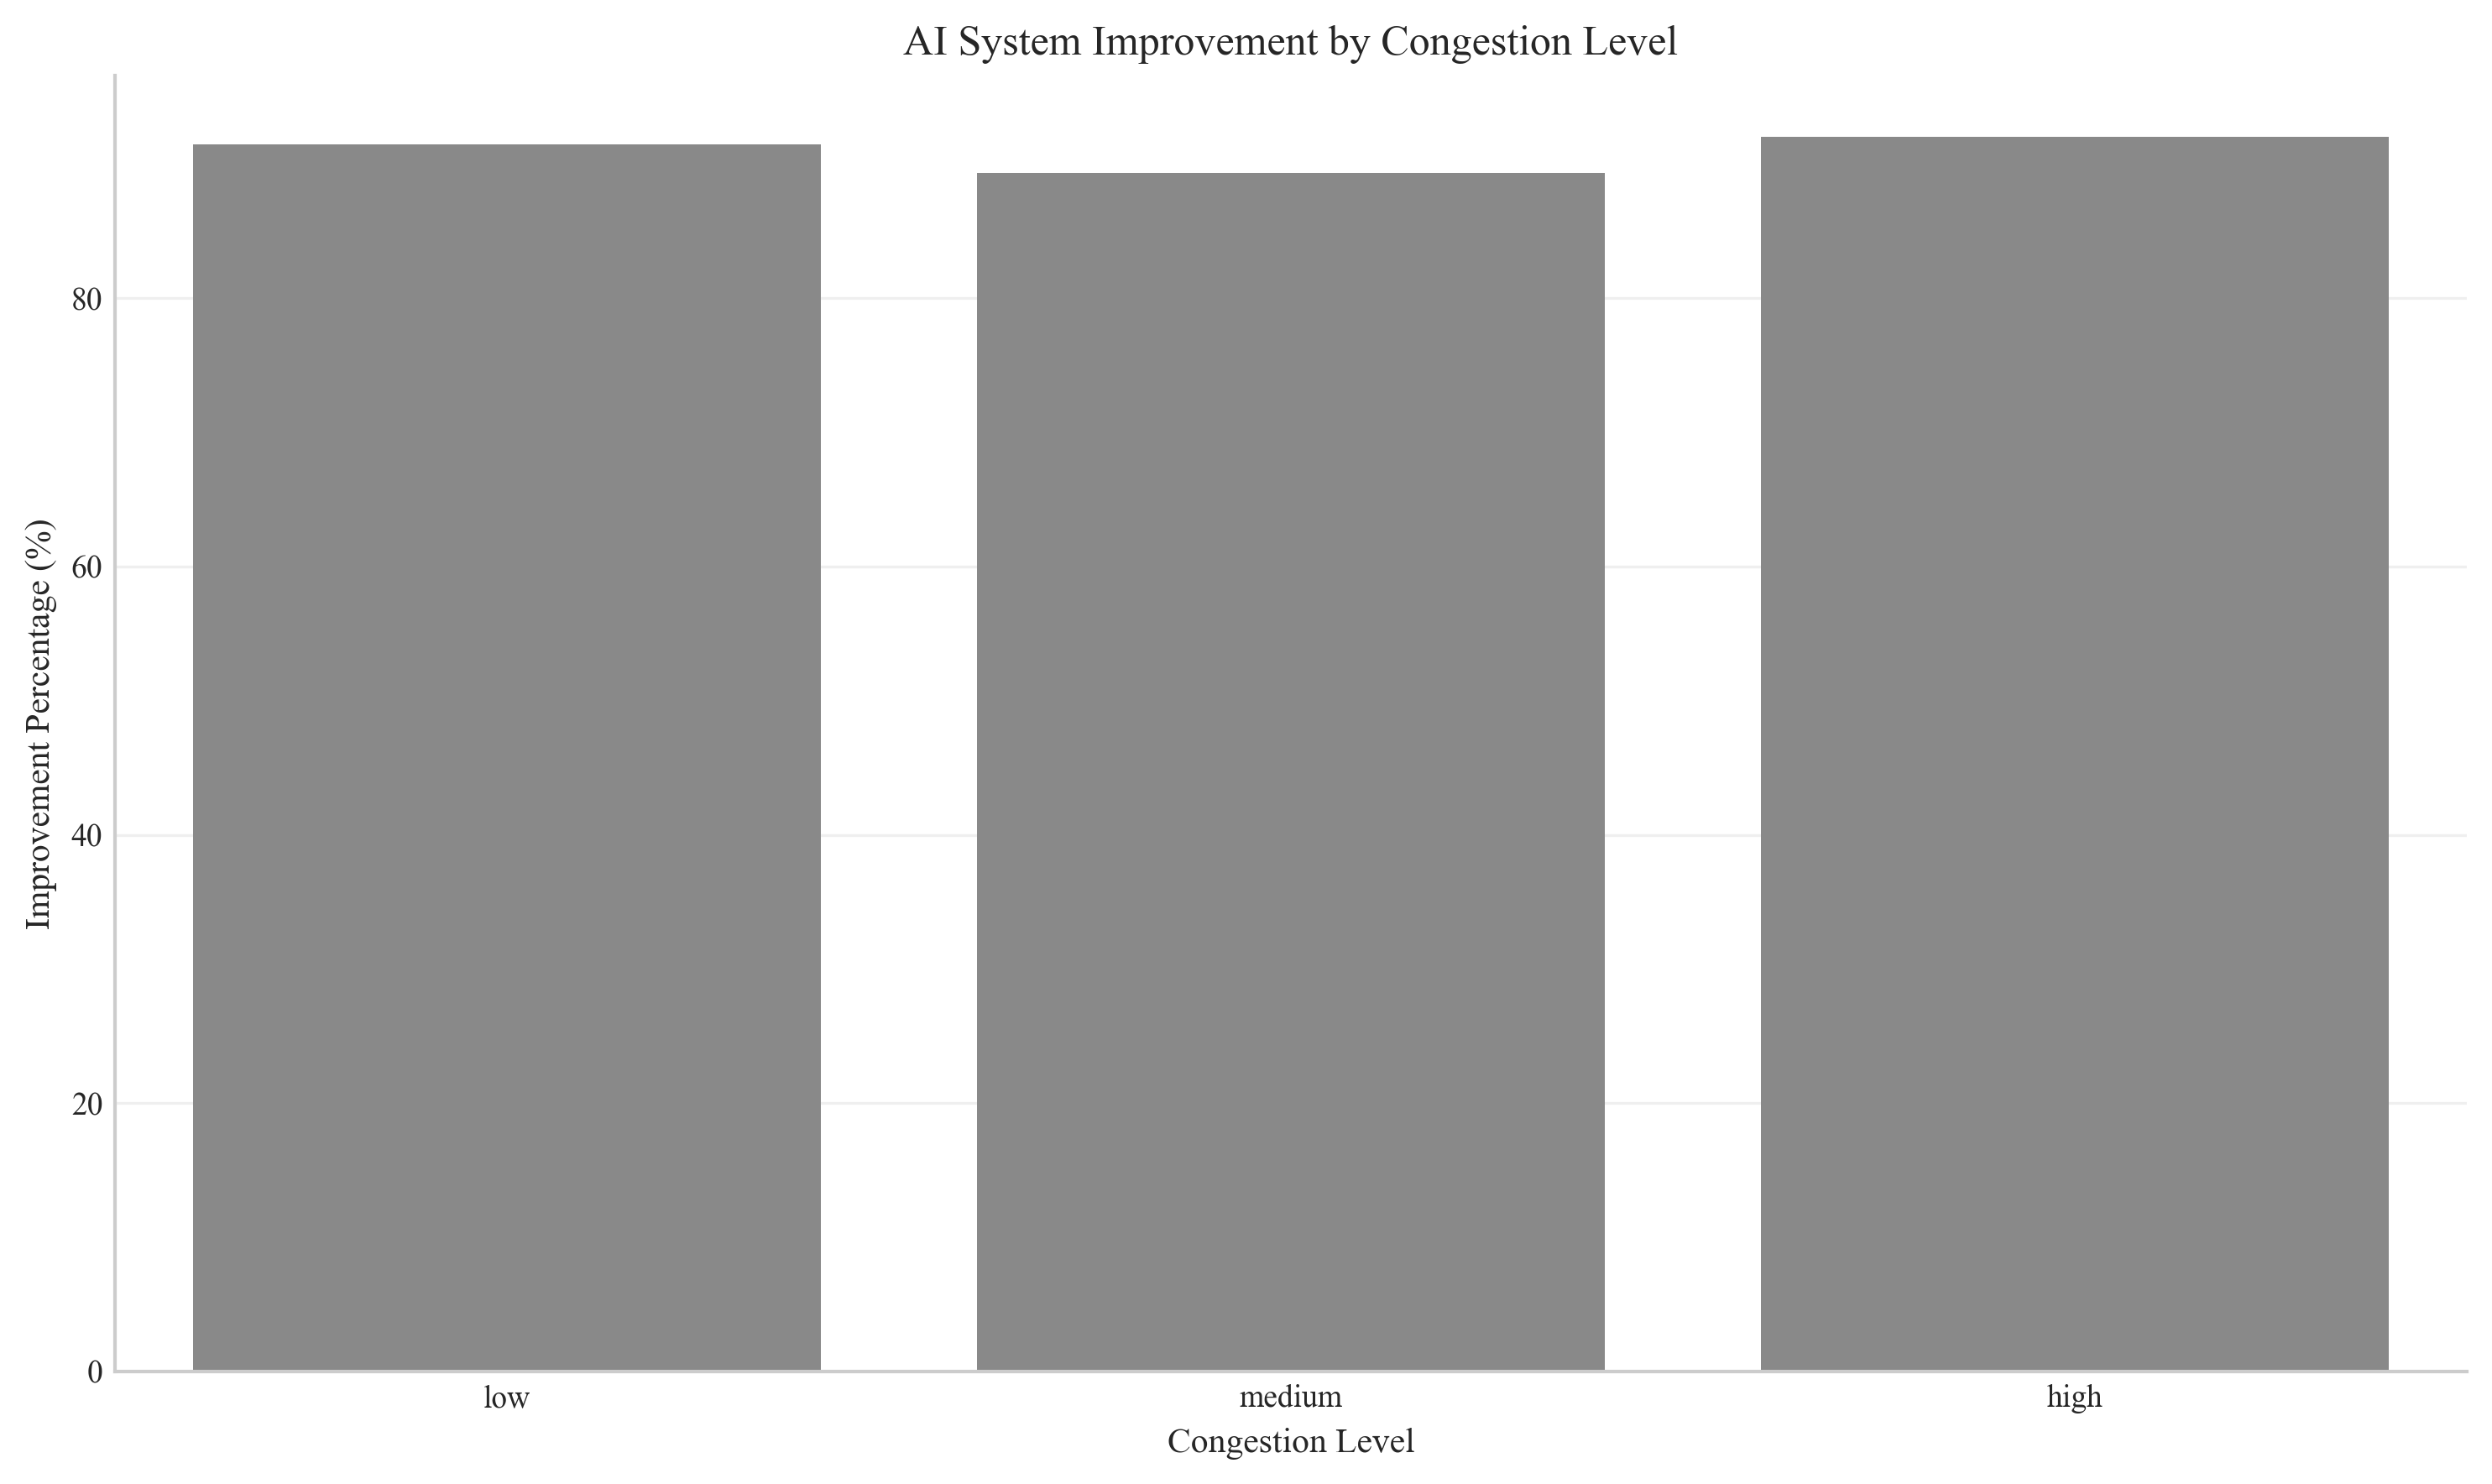 AI System Improvement by Congestion Level
Improvement Percentage (%)
80
60
40
20
0
low
medium
high
Congestion Level